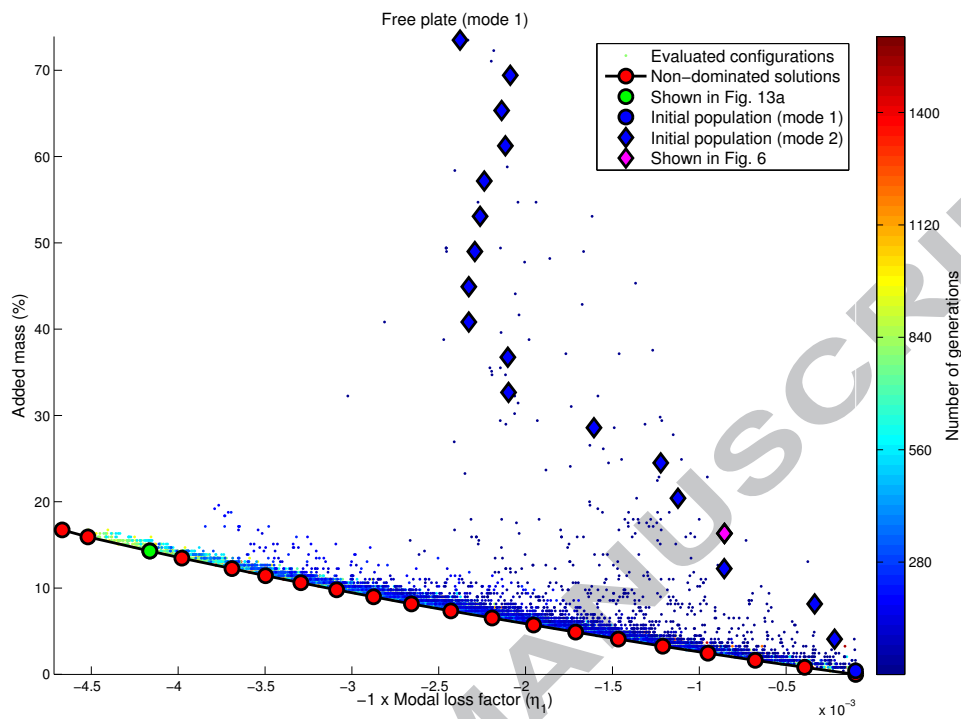 Free plate (mode 1)
Evaluated configurations
Non−dominated solutions
Shown in Fig. 13a
Initial population (mode 1)
Initial population (mode 2)
Shown in Fig. 6
70
60
50
40
30
20
10
0
Added mass (%)
−4.5
−4
−3.5
−3
−2.5
−2
−1.5
−1
−0.5
x 10⁻³
−1 x Modal loss factor (η₁)
1400
1120
840
560
280
Number of generations
MANUSCRI